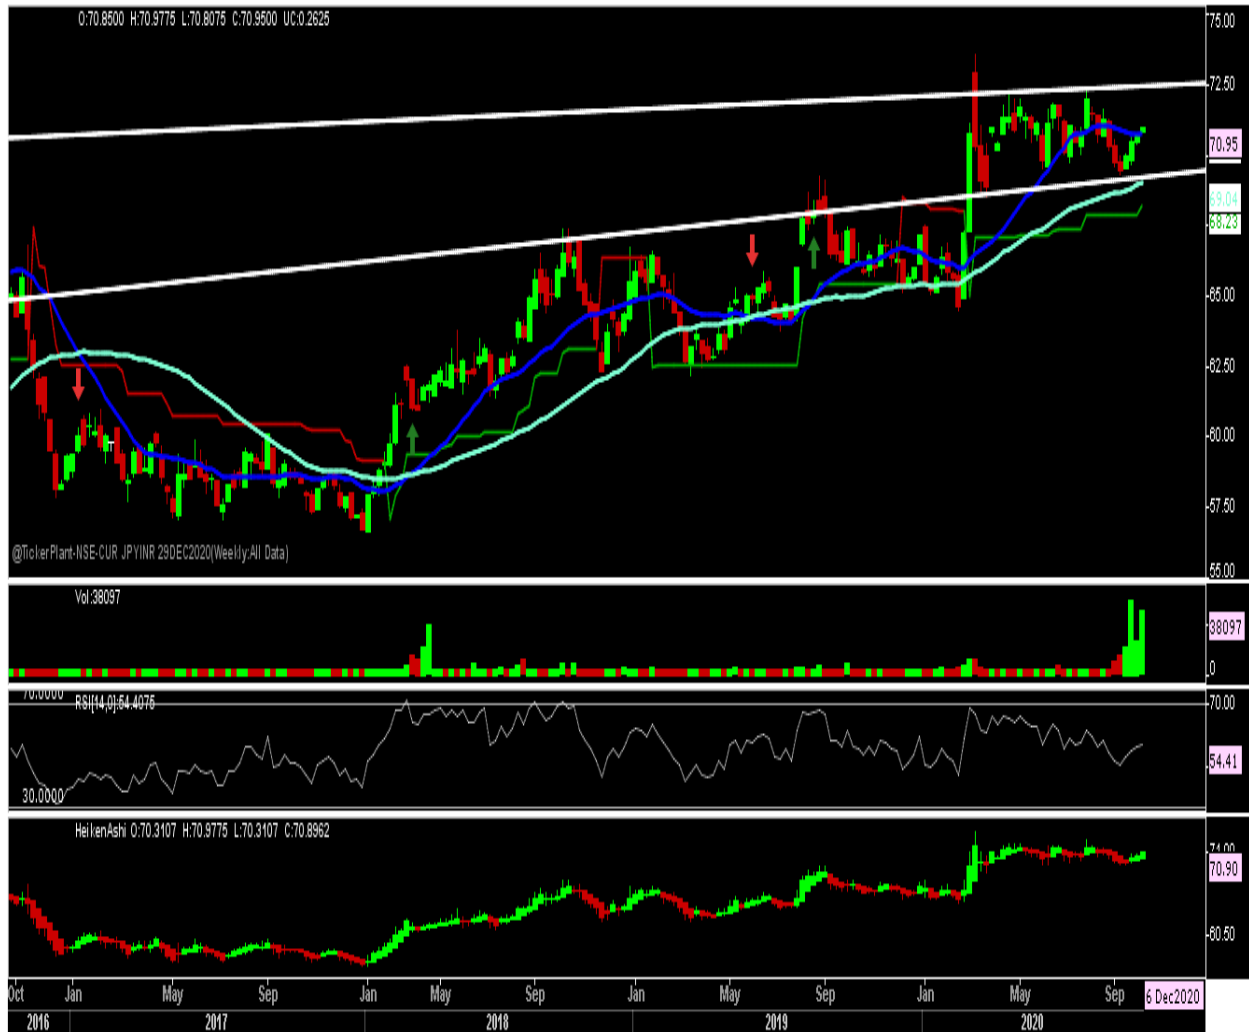 O:70.8500 H:70.9775 L:70.8075 C:70.9500 UC:0.2625
75.00
72.50
70.95
69.04
68.23
65.00
62.50
60.00
57.50
55.00
@TickerPlant-NSE-CUR JPYINR 29DEC2020(Weekly:All Data)
Vol:38097
38097
0
70.0000
RSI[14,0]:54.4075
70.00
54.41
30.0000
HeikenAshi O:70.3107 H:70.9775 L:70.3107 C:70.8962
74.00
70.90
60.50
Oct Jan May Sep Jan May Sep Jan May Sep Jan May Sep 6 Dec2020
2016 2017 2018 2019 2020